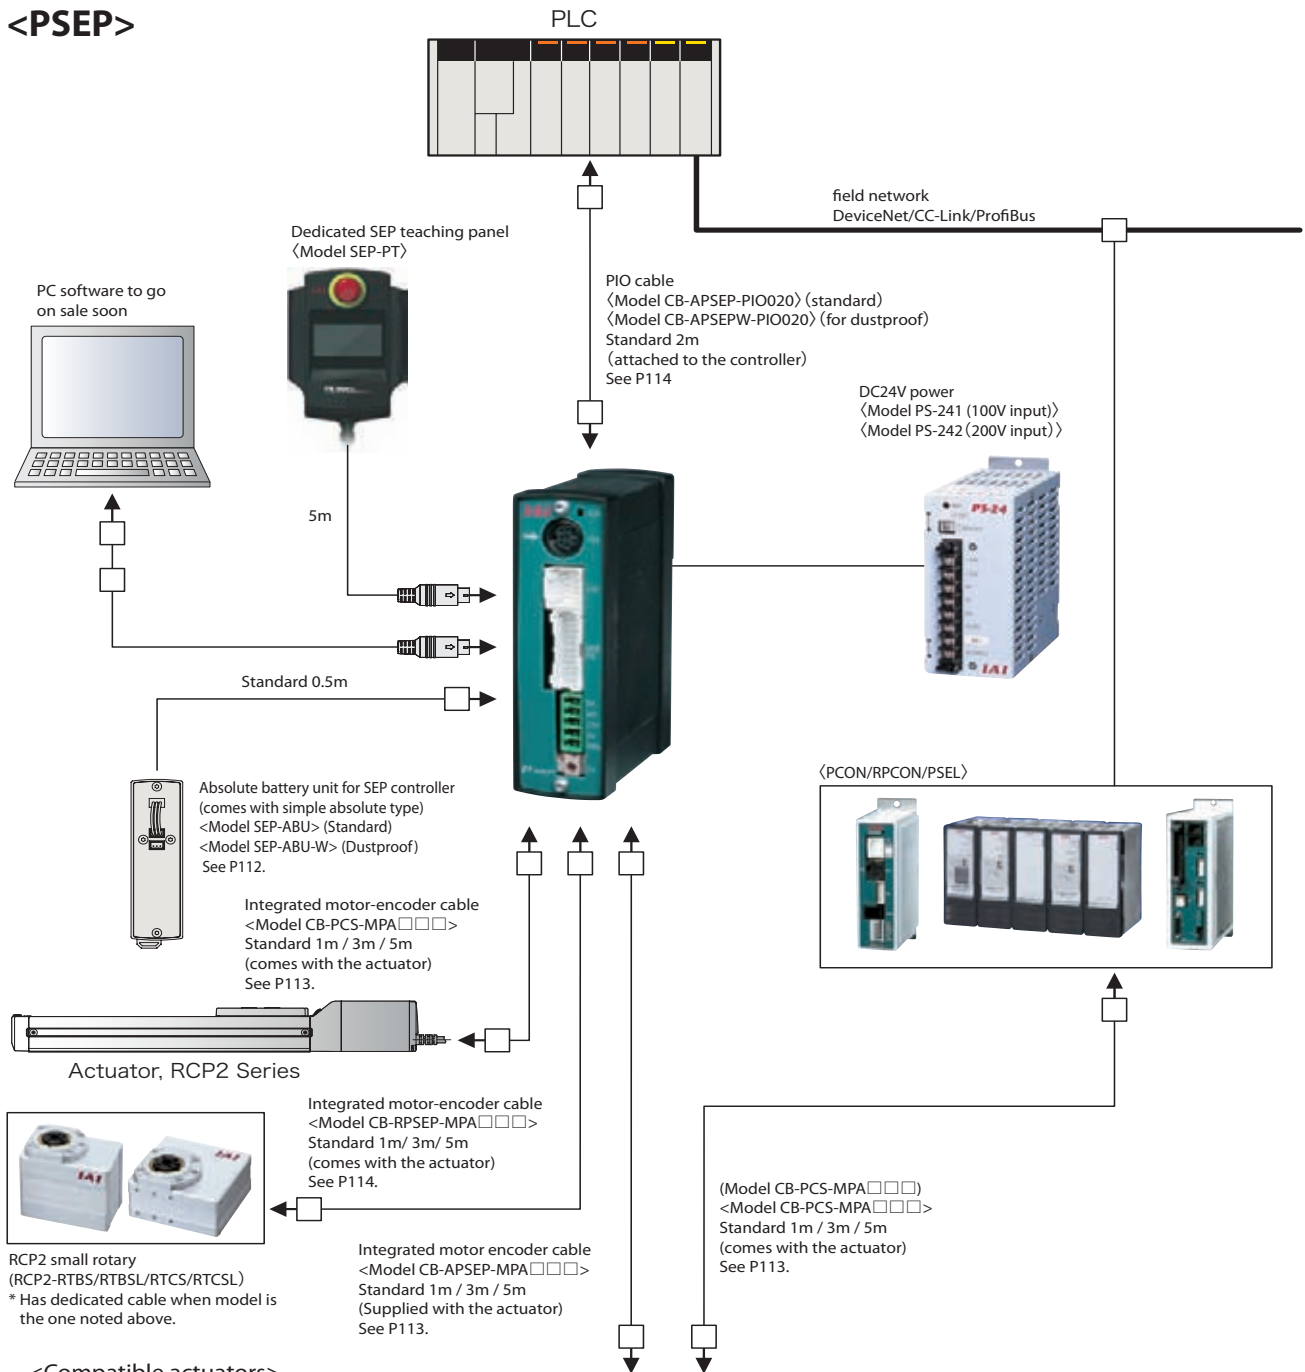 <PSEP>
PLC
field network
DeviceNet/CC-Link/ProfiBus
Dedicated SEP teaching panel
〈Model SEP-PT〉
PC software to go
on sale soon
PIO cable
〈Model CB-APSEP-PIO020〉(standard)
〈Model CB-APSEPW-PIO020〉(for dustproof)
Standard 2m
(attached to the controller)
See P114
DC24V power
〈Model PS-241 (100V input)〉
〈Model PS-242 (200V input)〉
PS-24
IAI
5m
Standard 0.5m
Absolute battery unit for SEP controller
(comes with simple absolute type)
<Model SEP-ABU> (Standard)
<Model SEP-ABU-W> (Dustproof)
See P112.
〈PCON/RPCON/PSEL〉
Integrated motor-encoder cable
<Model CB-PCS-MPA□□□>
Standard 1m / 3m / 5m
(comes with the actuator)
See P113.
Actuator, RCP2 Series
Integrated motor-encoder cable
<Model CB-RPSEP-MPA□□□>
Standard 1m/ 3m/ 5m
(comes with the actuator)
See P114.
IAI
IAI
RCP2 small rotary
(RCP2-RTBS/RTBSL/RTCS/RTCSL)
* Has dedicated cable when model is
the one noted above.
Integrated motor encoder cable
<Model CB-APSEP-MPA□□□>
Standard 1m / 3m / 5m
(Supplied with the actuator)
See P113.
(Model CB-PCS-MPA□□□)
<Model CB-PCS-MPA□□□>
Standard 1m / 3m / 5m
(comes with the actuator)
See P113.
<Compatible actuators>